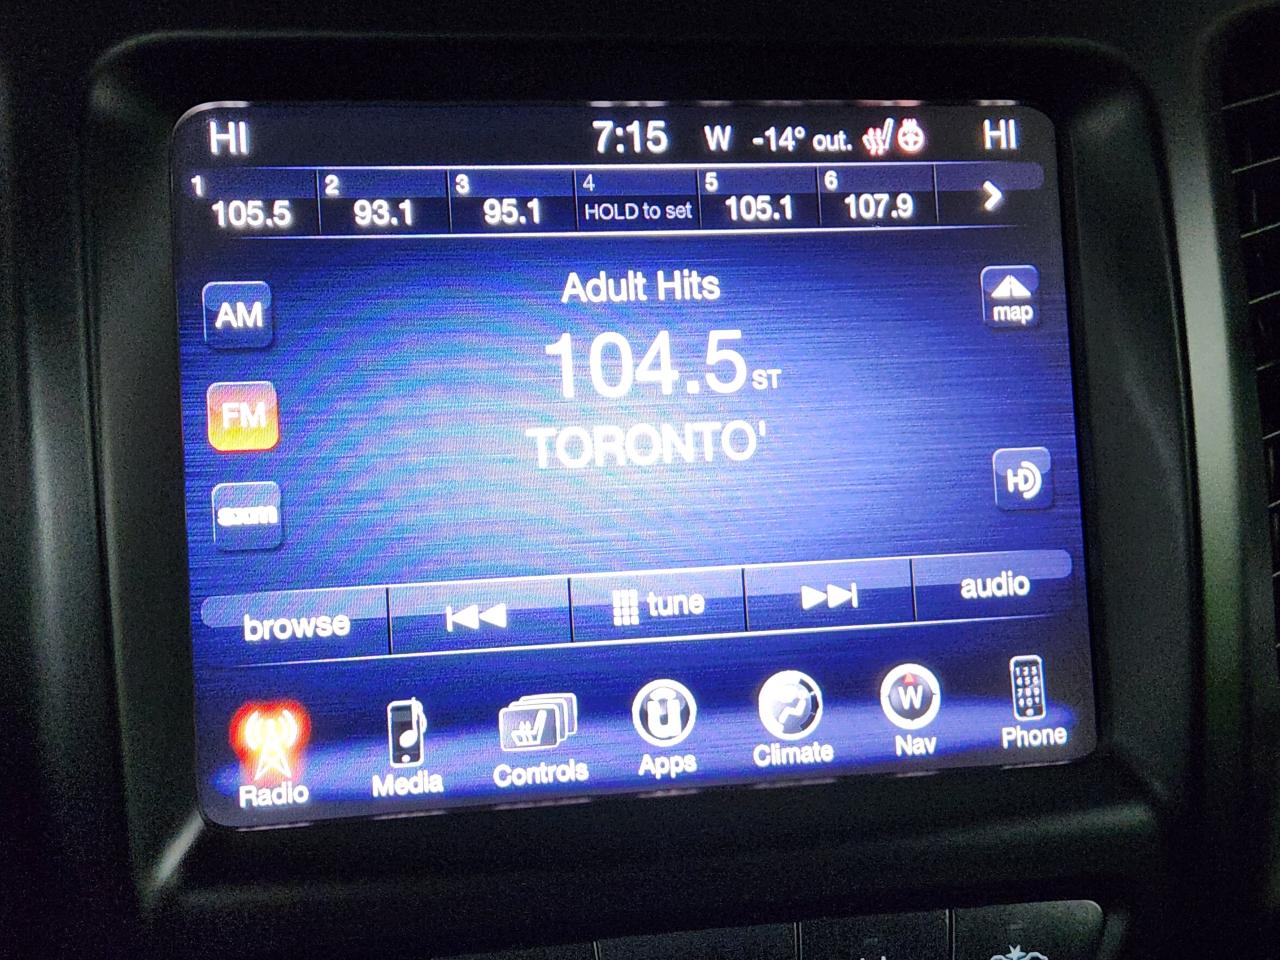 HI 7:15 W -14° out. HI
1 2 3 4 5 6
105.5 93.1 95.1 HOLD to set 105.1 107.9
Adult Hits
AM
map
104.5 ST
FM
TORONTO'
HD
sxm
browse tune audio
W
Radio Media Controls Apps Climate Nav Phone